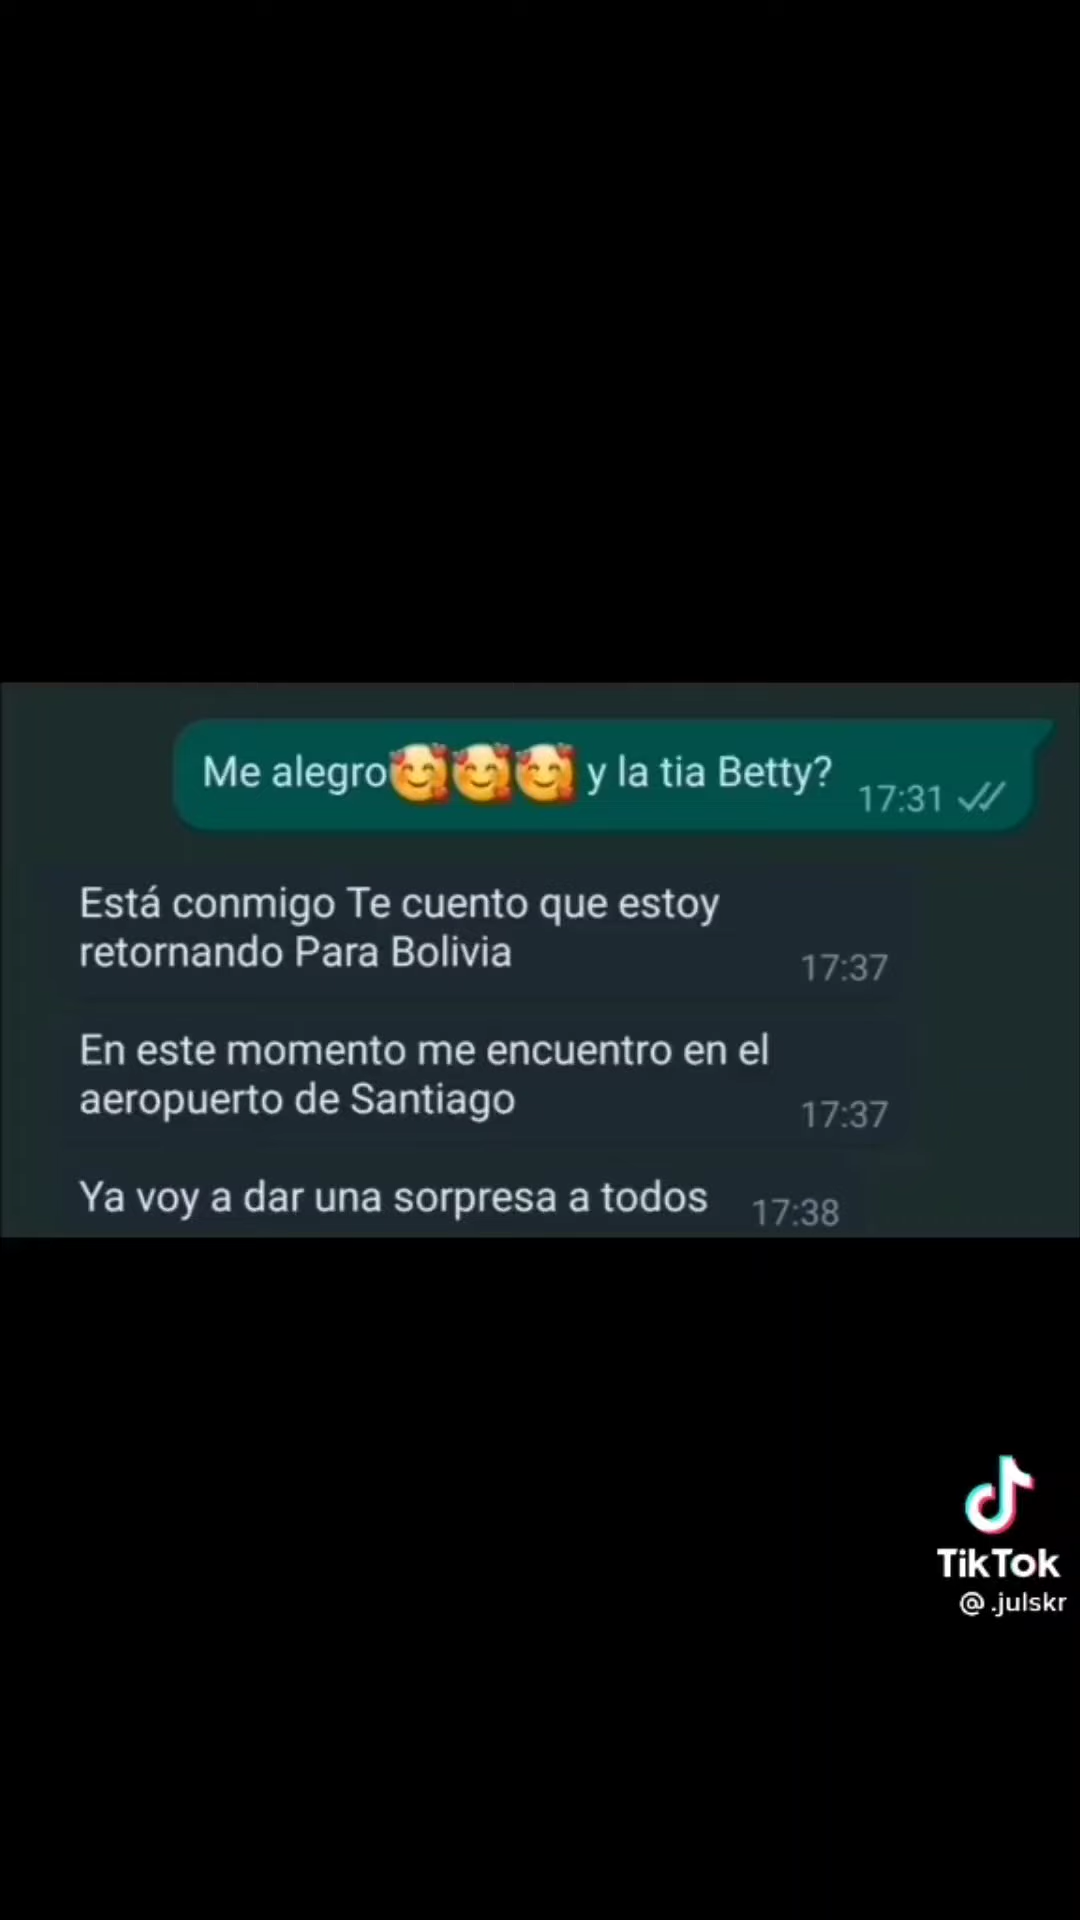 Me alegro🥰🥰🥰 y la tia Betty?
17:31
Está conmigo Te cuento que estoy
retornando Para Bolivia
17:37
En este momento me encuentro en el
aeropuerto de Santiago
17:37
Ya voy a dar una sorpresa a todos
17:38
TikTok
@.julskr